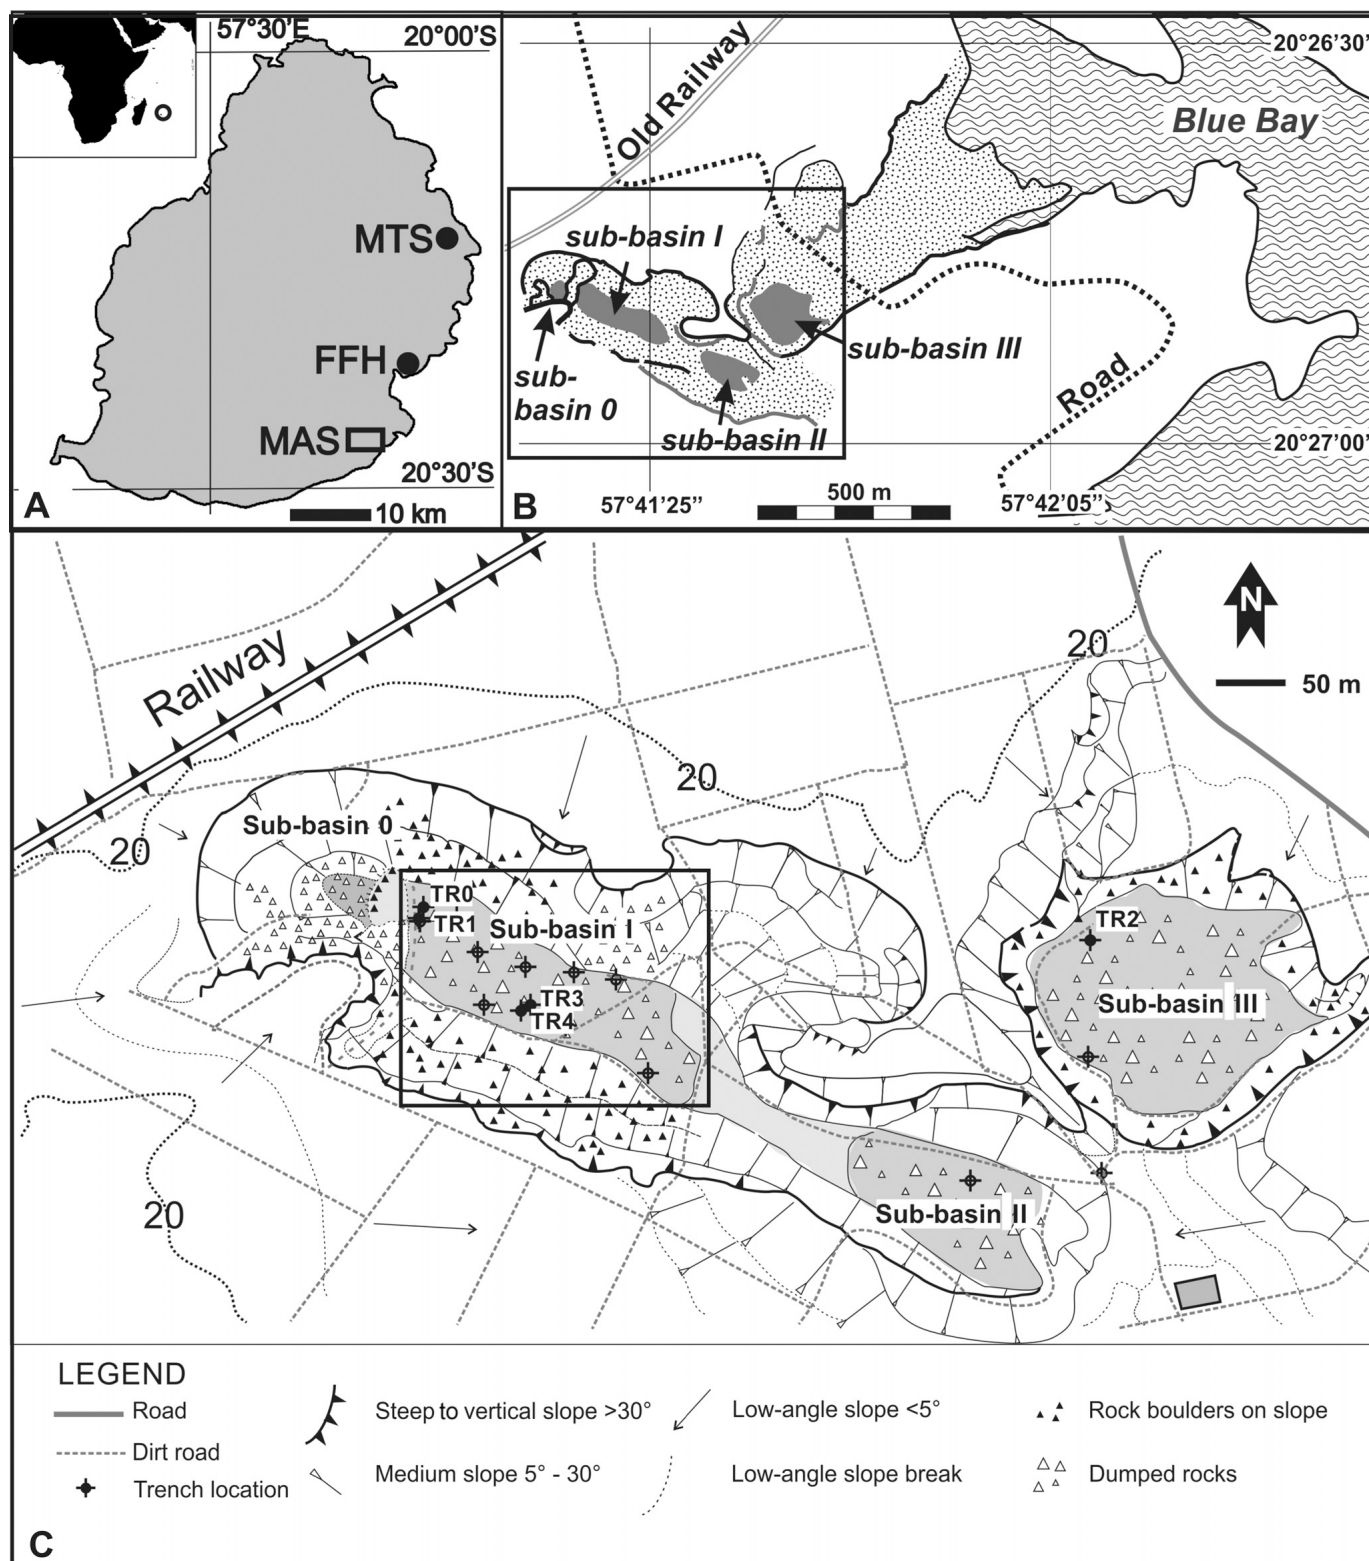 57°30’E
20°00’S
MTS
FFH
MAS
20°30’S
A
10 km
20°26’30”
Old Railway
Blue Bay
sub-basin I
sub-basin III
sub-
basin 0
Road
sub-basin II
20°27’00”
B
500 m
57°41’25”
57°42’05”
N
Railway
20
50 m
20
Sub-basin 0
20
TR0
TR1
Sub-basin I
TR2
TR3
TR4
Sub-basin III
20
Sub-basin II
LEGEND
Road
Steep to vertical slope >30°
Low-angle slope <5°
Rock boulders on slope
Dirt road
Medium slope 5° - 30°
Low-angle slope break
Dumped rocks
Trench location
C